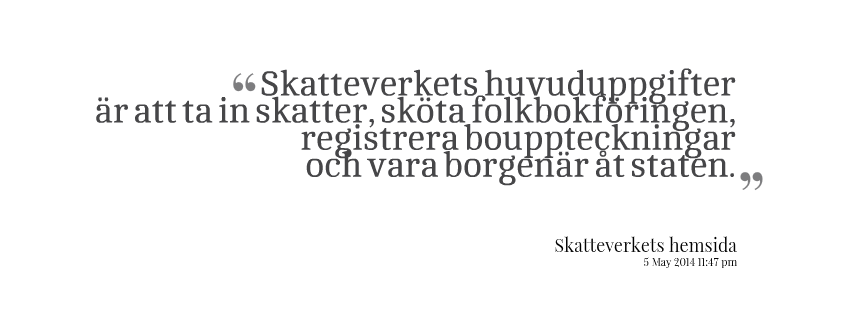 “Skatteverkets huvuduppgifter
är att ta in skatter, sköta folkbokföringen,
registrera bouppteckningar
och vara borgenär åt staten.”
Skatteverkets hemsida
5 May 2014 11:47 pm